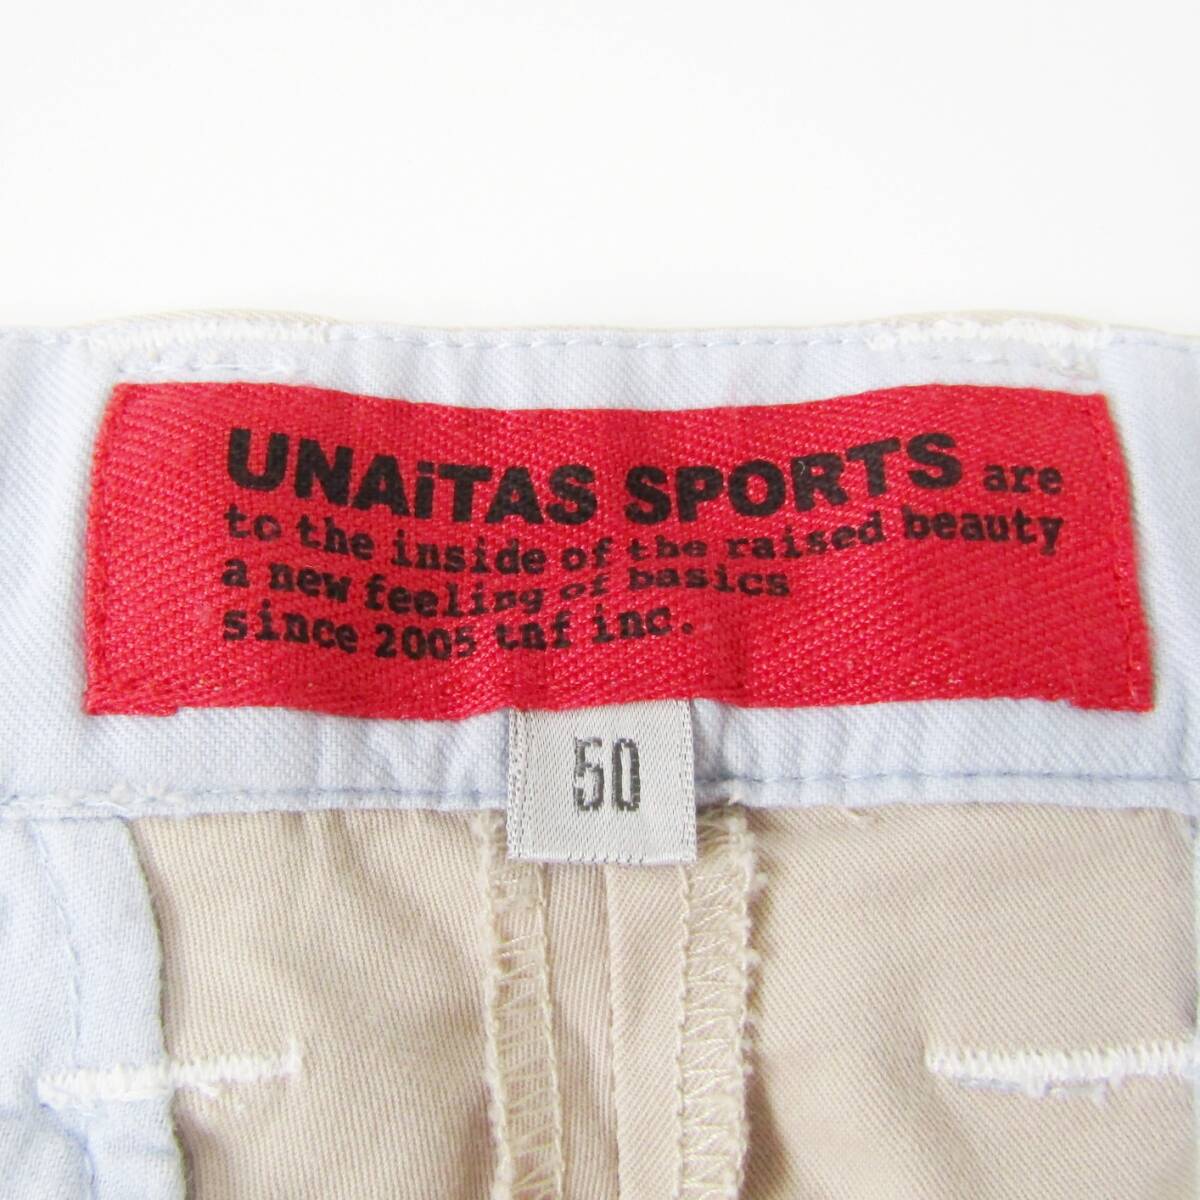 UNAiTAS SPORTS are
to the inside of the raised beauty
a new feeling of basics
since 2005 tnf inc.
50